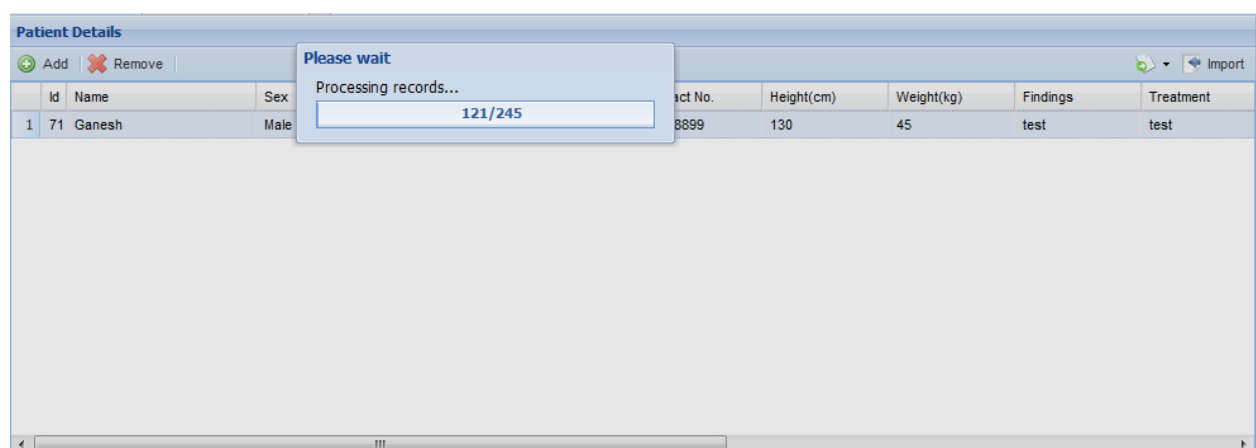 Patient Details
Add Remove Import
Please wait
Processing records...
121/245
Id Name Sex act No. Height(cm) Weight(kg) Findings Treatment
1 71 Ganesh Male 8899 130 45 test test